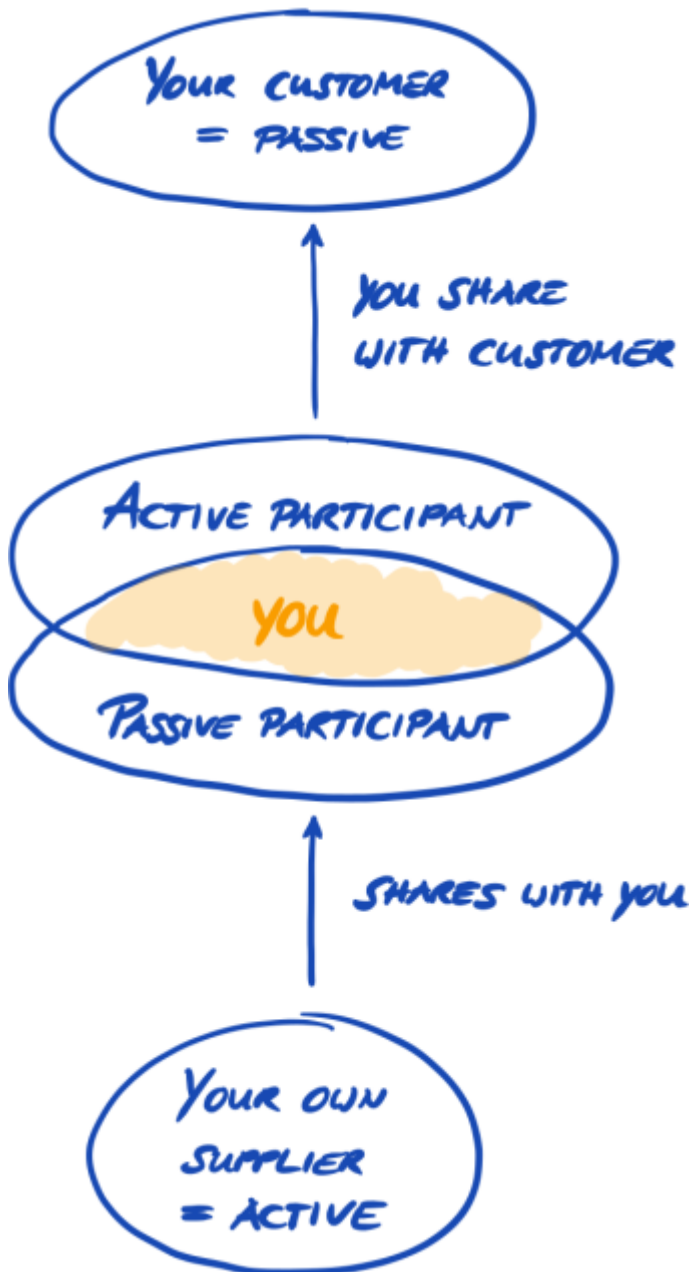 YOUR CUSTOMER
= PASSIVE
YOU SHARE
WITH CUSTOMER
ACTIVE PARTICIPANT
YOU
PASSIVE PARTICIPANT
SHARES WITH YOU
YOUR OWN
SUPPLIER
= ACTIVE